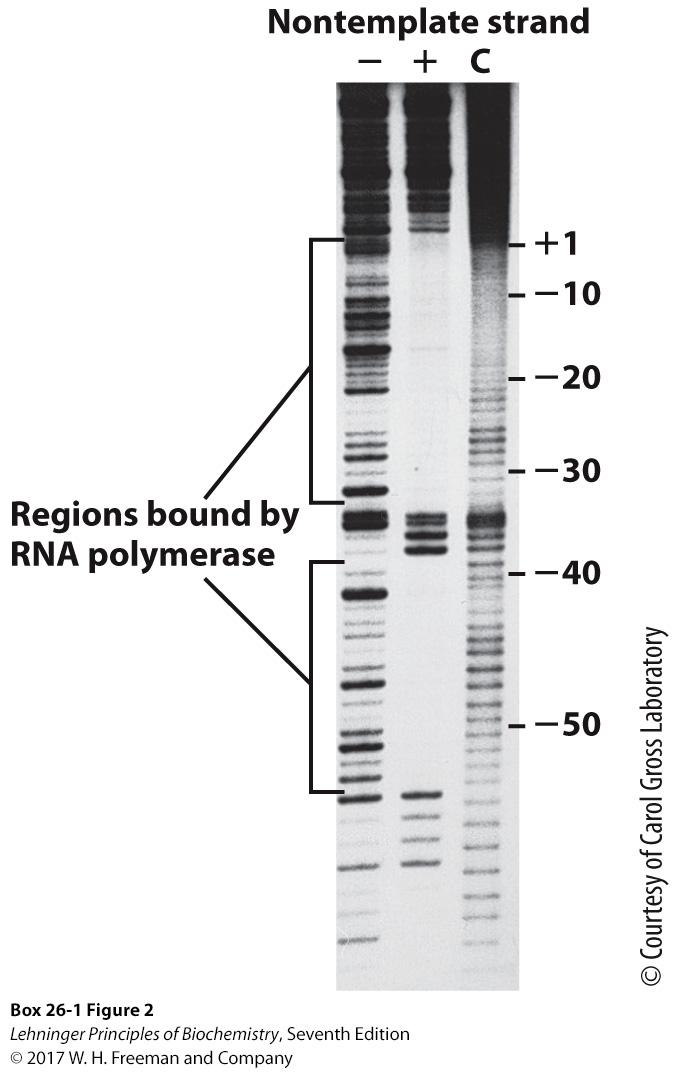 Nontemplate strand
− + C
+1
−10
−20
−30
Regions bound by
RNA polymerase
−40
−50
© Courtesy of Carol Gross Laboratory
Box 26-1 Figure 2
Lehninger Principles of Biochemistry, Seventh Edition
© 2017 W. H. Freeman and Company